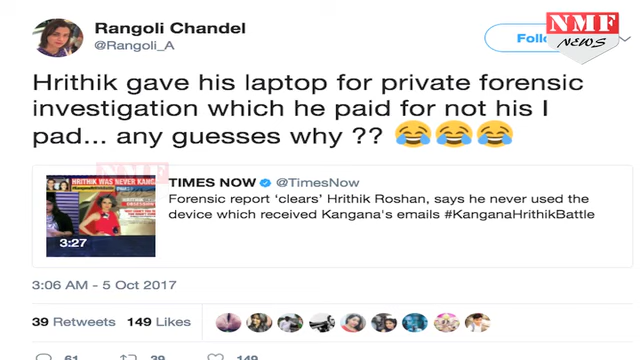 Rangoli Chandel
@Rangoli_A
NMF
NEWS
Hrithik gave his laptop for private forensic
investigation which he paid for not his I
pad... any guesses why ?? 😂😂😂
NMF
HRITHIK WAS NEVER KANG
3:27
TIMES NOW @TimesNow
Forensic report 'clears' Hrithik Roshan, says he never used the
device which received Kangana's emails #KanganaHrithikBattle
3:06 AM - 5 Oct 2017
39 Retweets 149 Likes
61 39 149